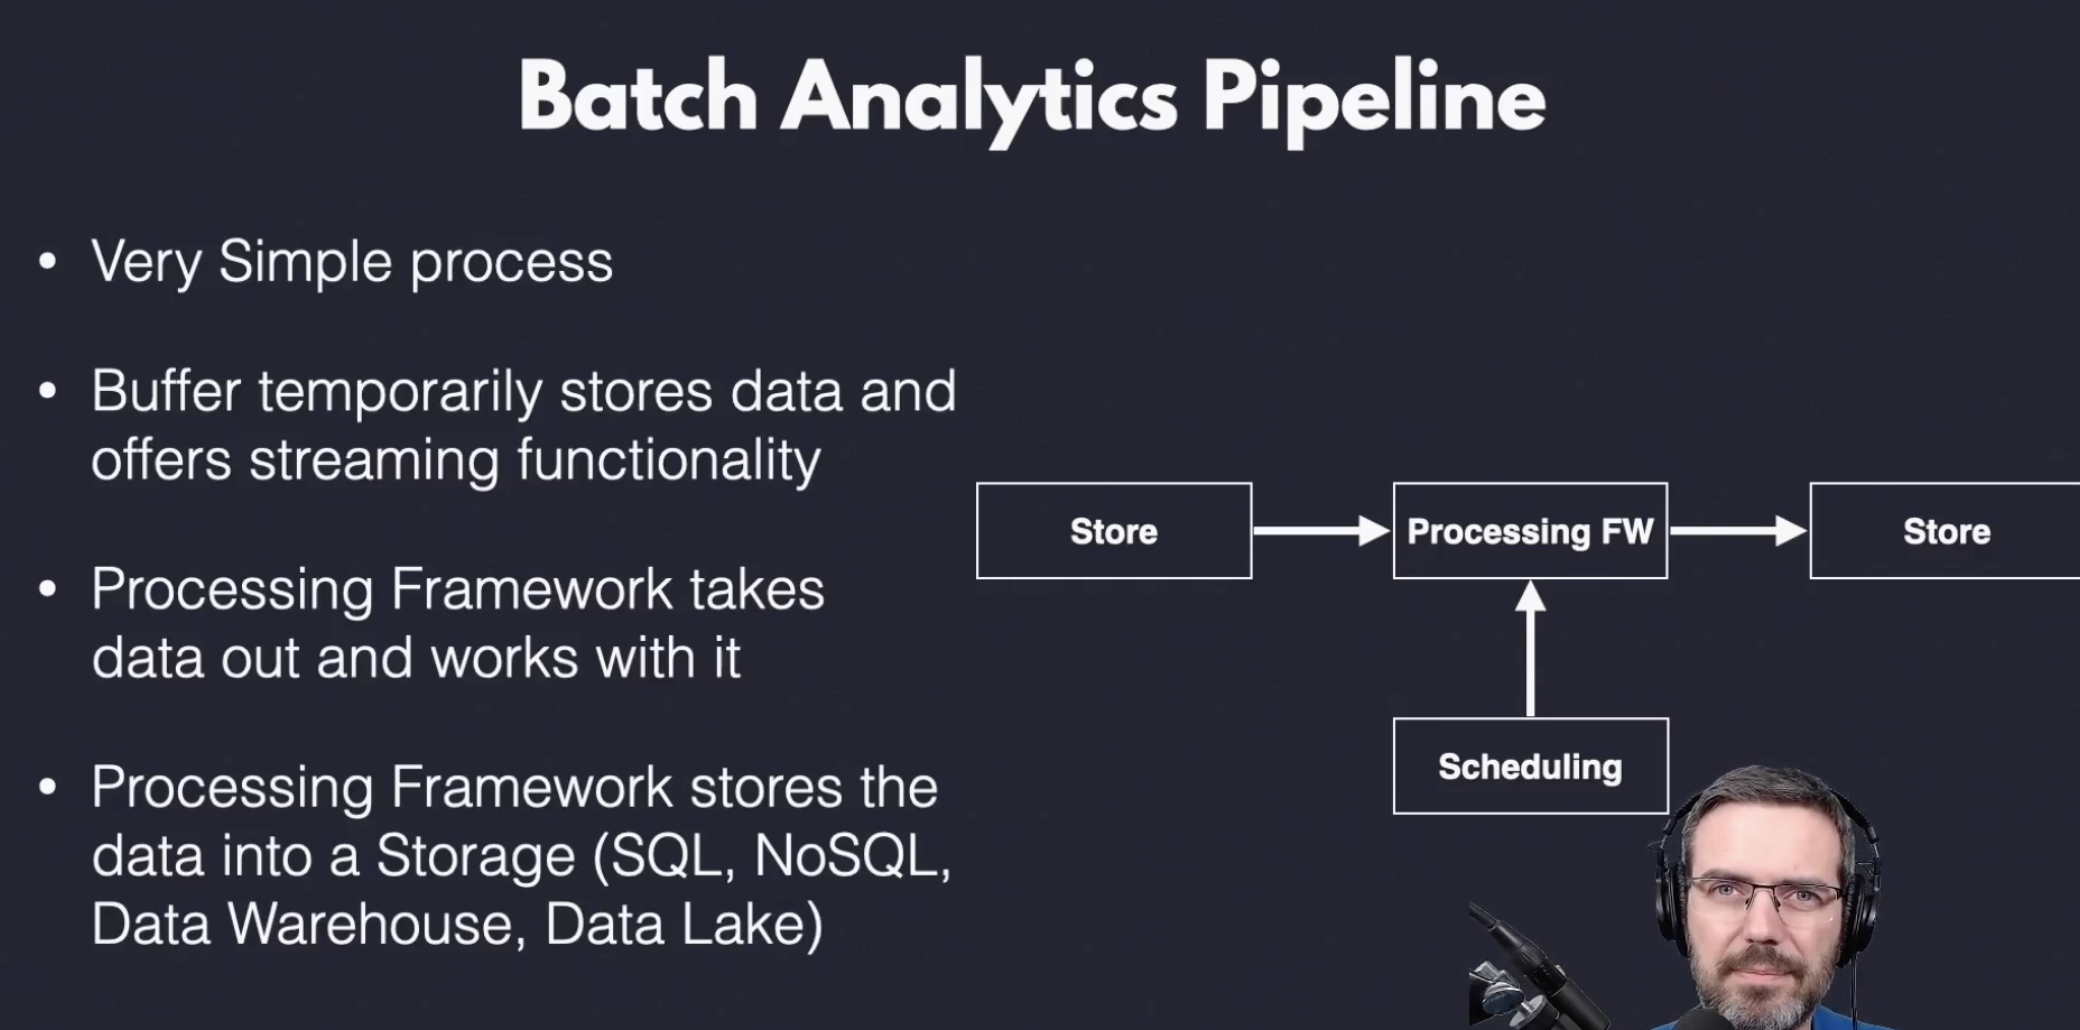 Batch Analytics Pipeline
• Very Simple process
• Buffer temporarily stores data and
offers streaming functionality
• Processing Framework takes
data out and works with it
• Processing Framework stores the
data into a Storage (SQL, NoSQL,
Data Warehouse, Data Lake)
Store
Processing FW
Store
Scheduling